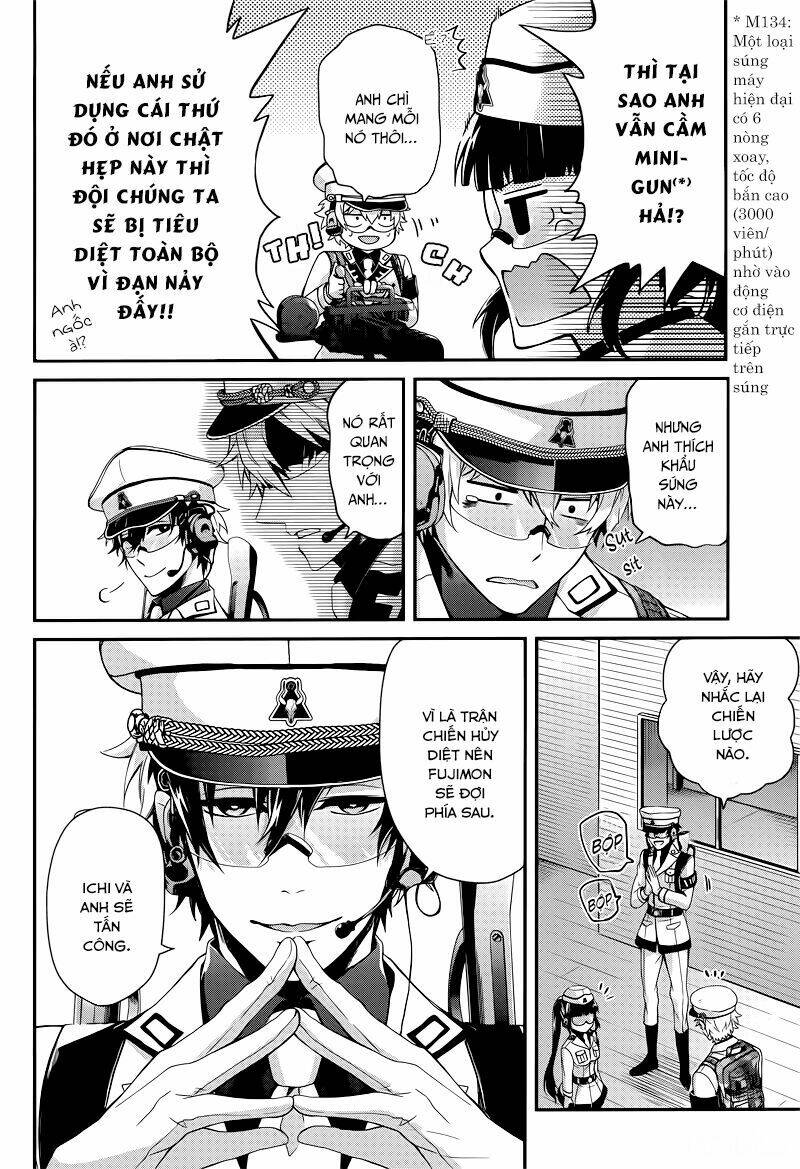 * M134:
Một loại
súng
máy
hiện đại
có 6
nòng
xoay,
tốc độ
bắn cao
(3000
viên/
phút)
nhờ vào
động
cơ điện
gắn trực
tiếp
trên
súng
THÌ TẠI
SAO ANH
VẪN CẦM
MINI-
GUN(*)
HẢ!?
ANH CHỈ
MANG MỖI
NÓ THÔI...
NẾU ANH SỬ
DỤNG CÁI THỨ
ĐÓ Ở NƠI CHẬT
HẸP NÀY THÌ
ĐỘI CHÚNG TA
SẼ BỊ TIÊU
DIỆT TOÀN BỘ
VÌ ĐẠN NẢY
ĐẤY!!
Anh
ngốc
à!?
TH!
CH
NHƯNG
ANH THÍCH
KHẨU
SÚNG
NÀY...
Sụt
sịt
NÓ RẤT
QUAN
TRỌNG
VỚI
ANH...
VẬY, HÃY
NHẮC LẠI
CHIẾN
LƯỢC
NÀO.
BÓP
BÓP
VÌ LÀ TRẬN
CHIẾN HỦY
DIỆT NÊN
FUJIMON
SẼ ĐỢI
PHÍA SAU.
ICHI VÀ
ANH SẼ
TẤN
CÔNG.